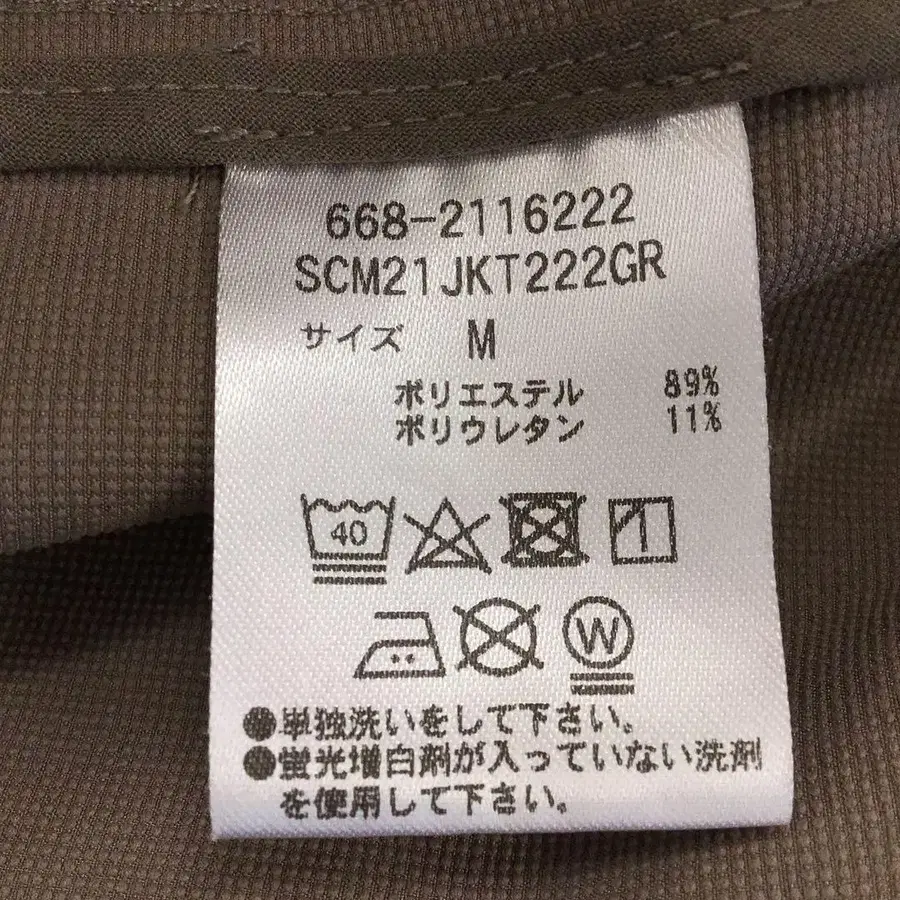 668-2116222
SCM21JKT222GR
サイズ M
ポリエステル 89%
ポリウレタン 11%
40
W
●単独洗いをして下さい。
●蛍光増白剤が入っていない洗剤
を使用して下さい。